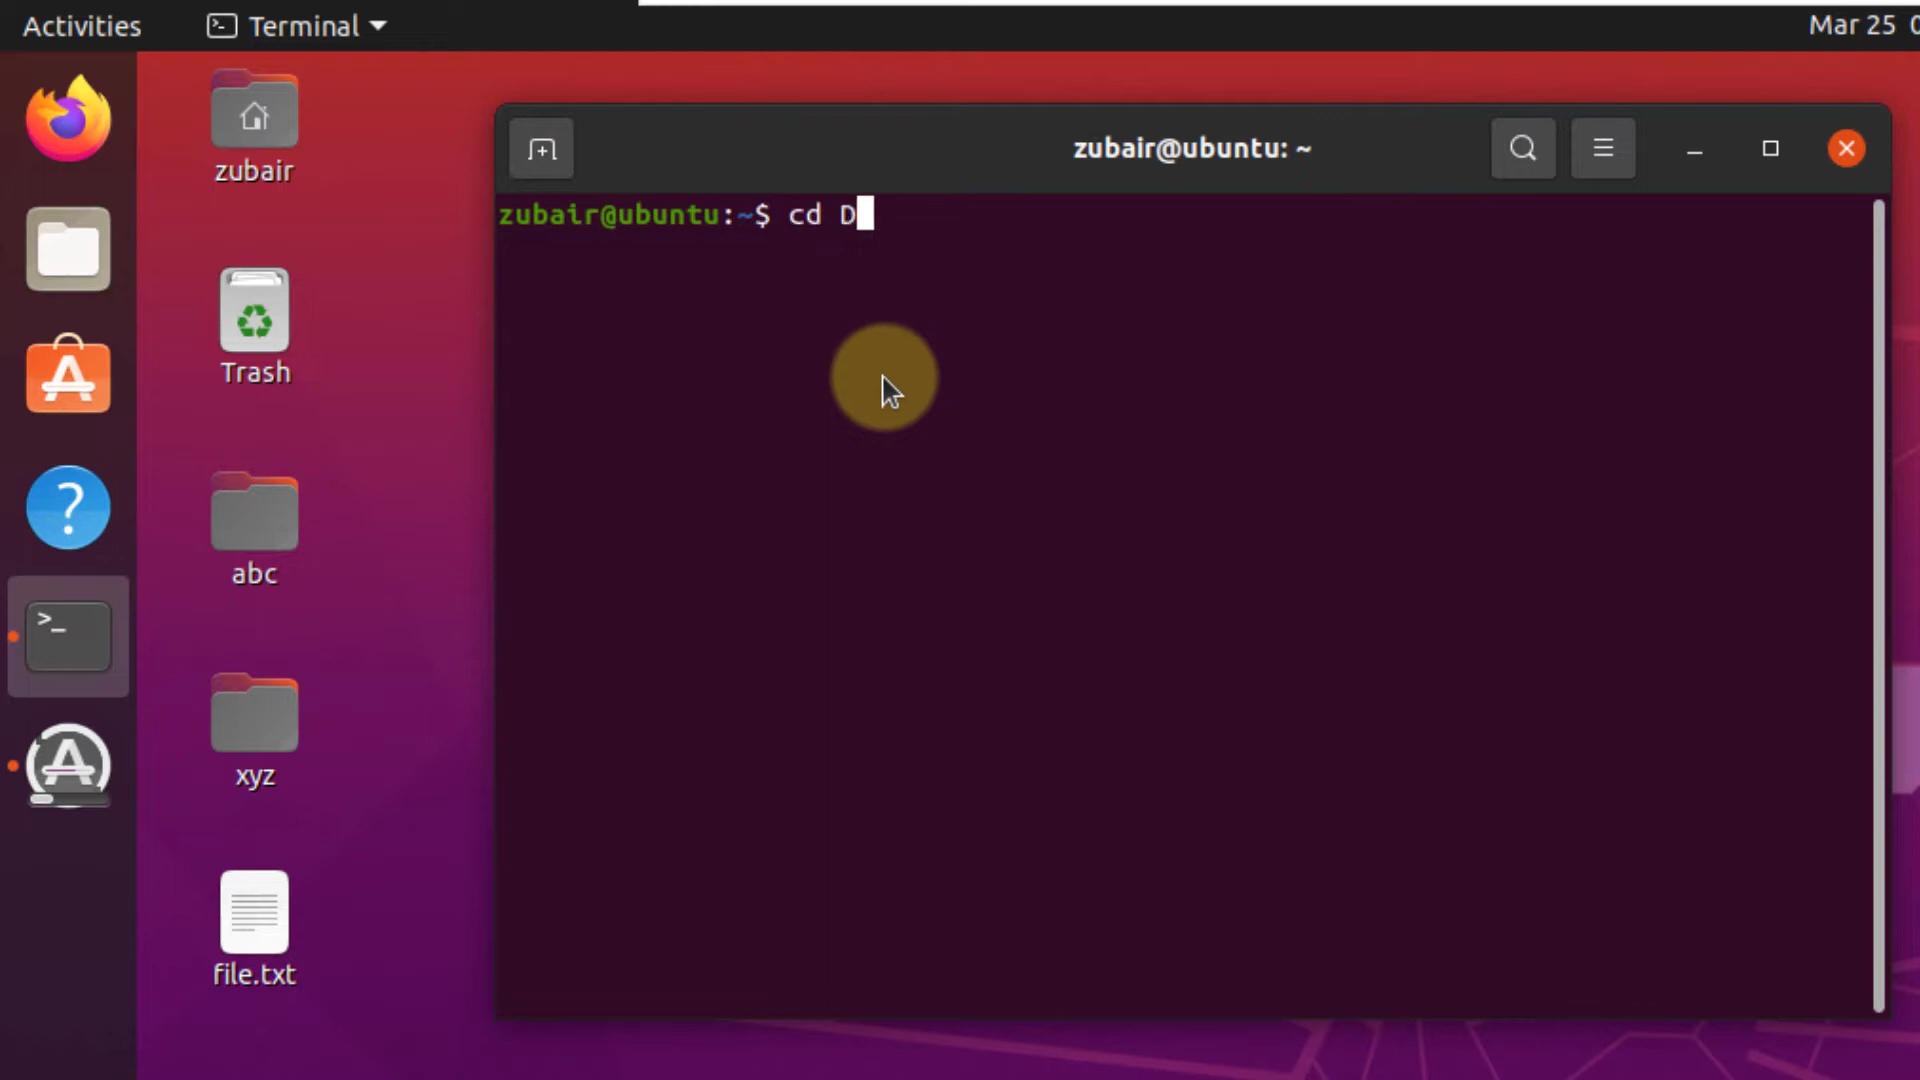 Activities
Terminal
Mar 25
zubair
zubair@ubuntu: ~
zubair@ubuntu:~$ cd D
Trash
abc
>_
xyz
file.txt